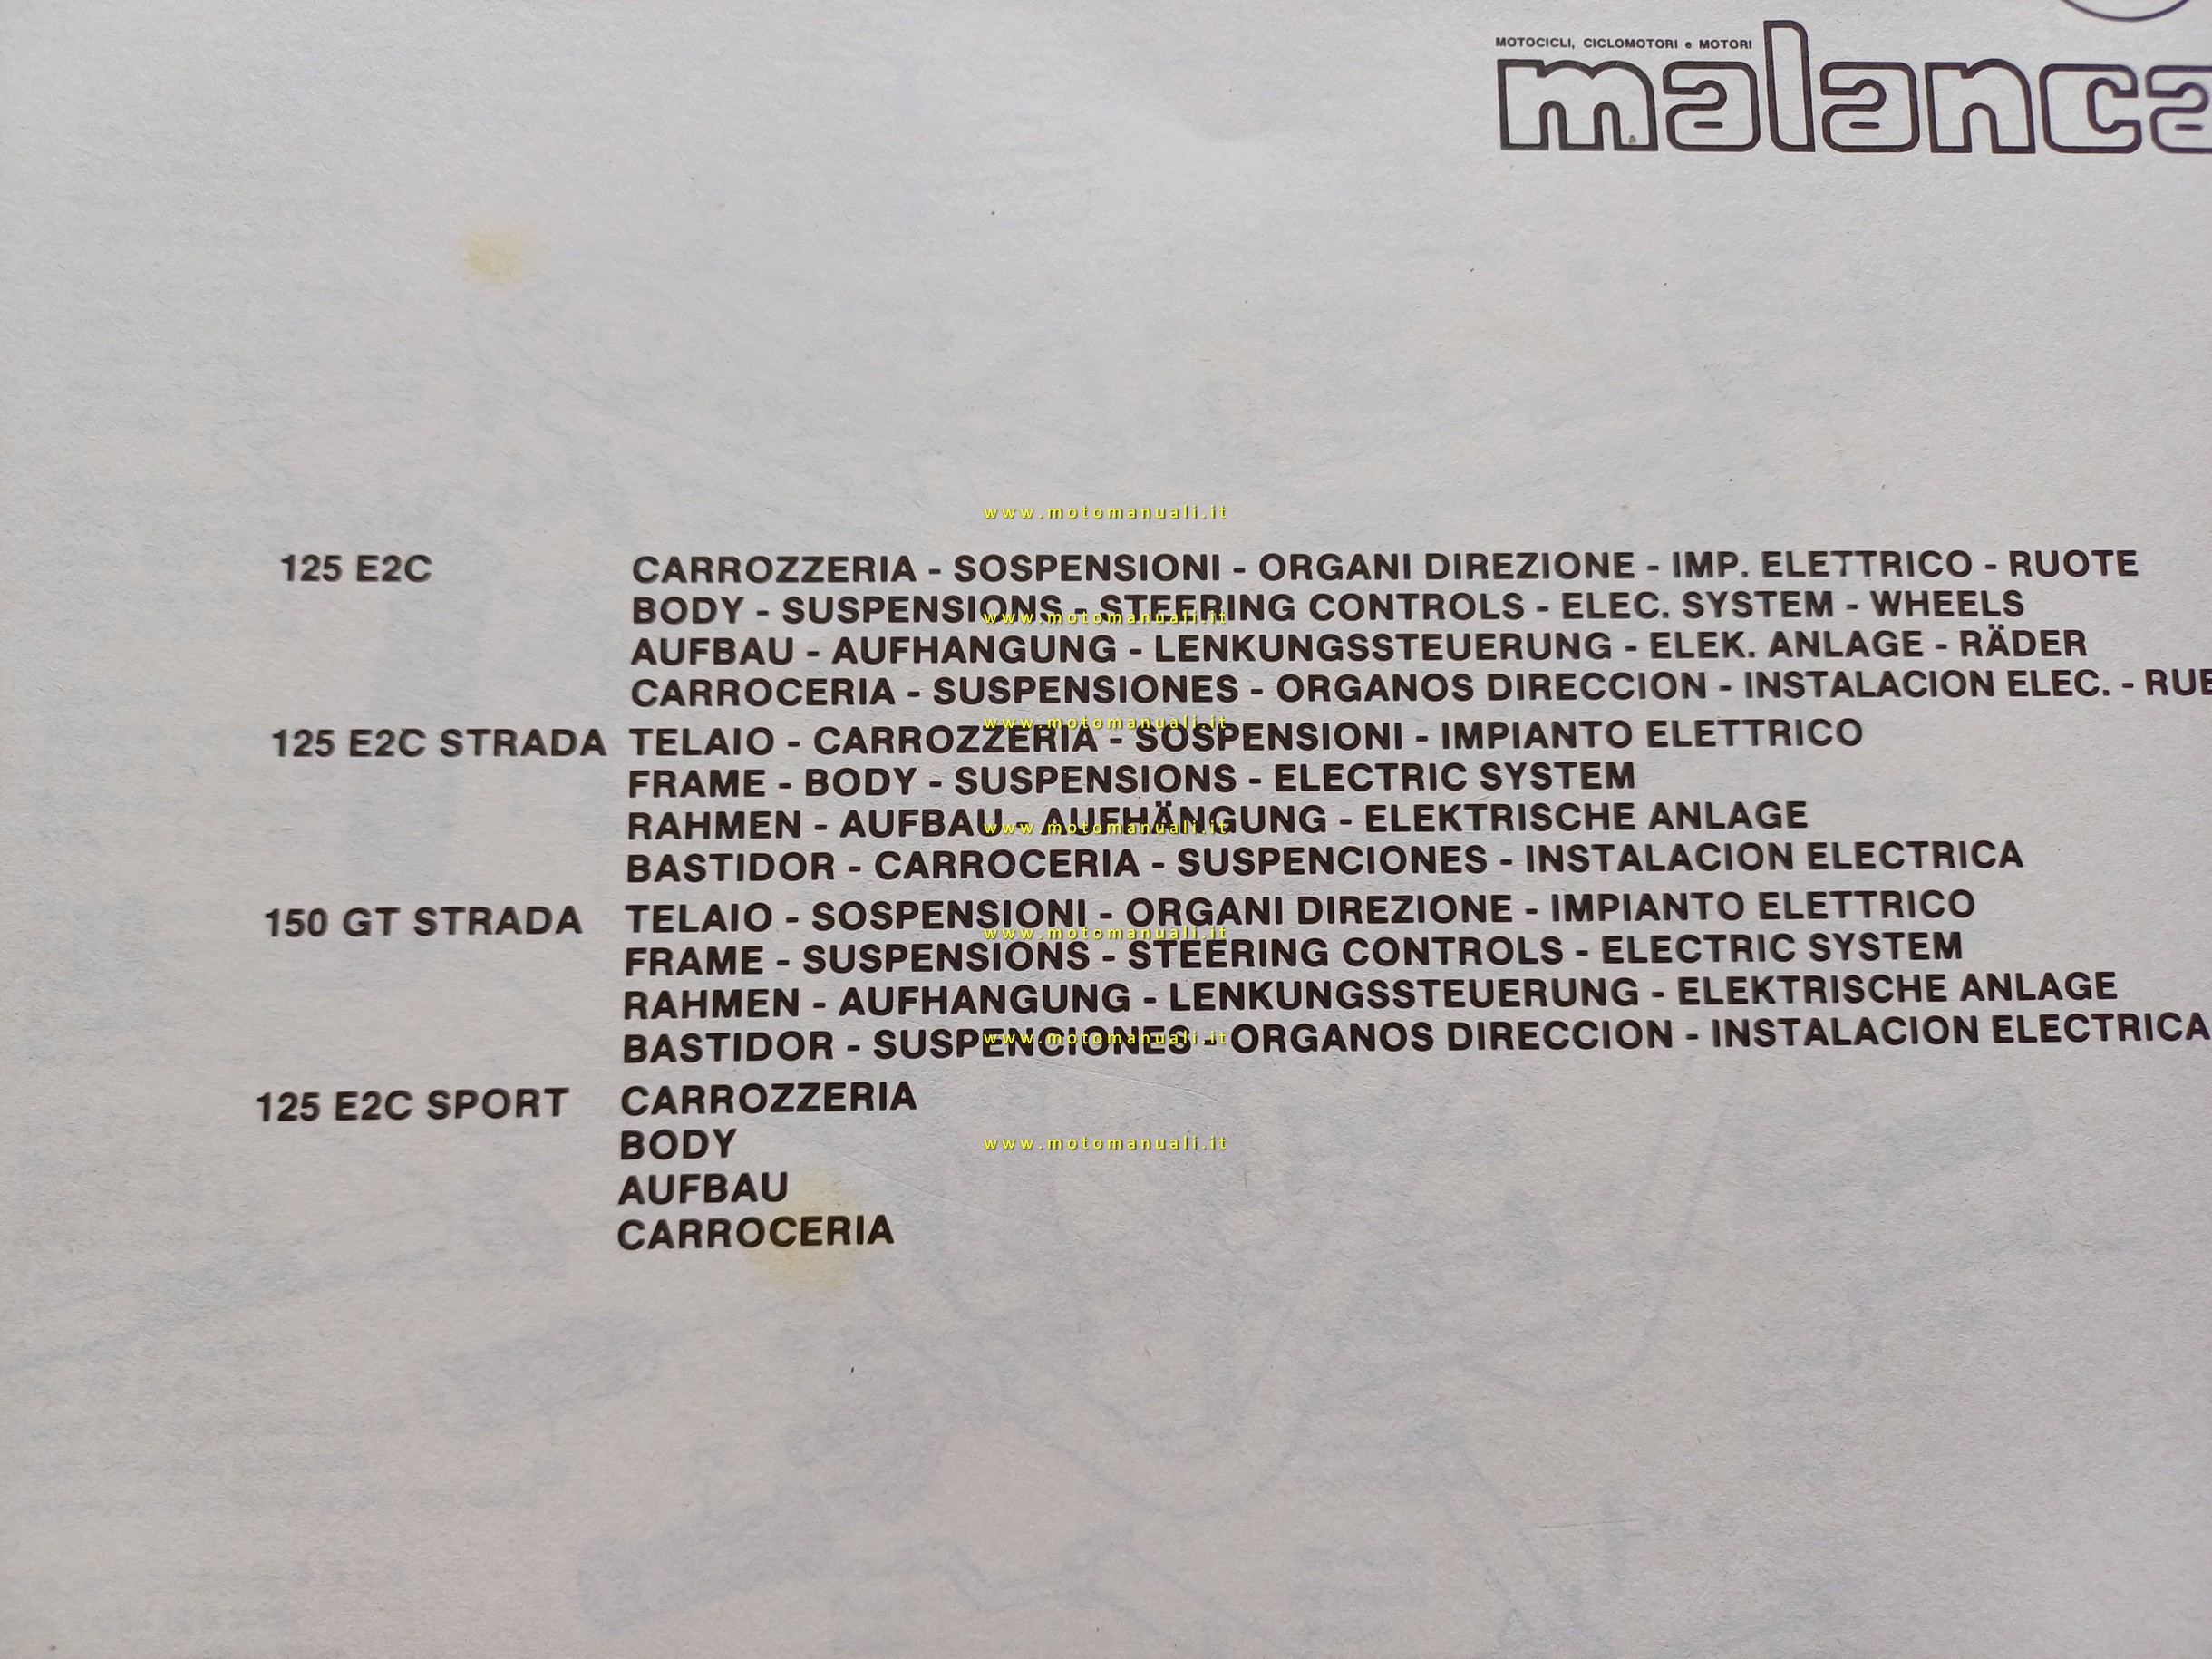 MOTOCICLI, CICLOMOTORI e MOTORI
malanca
www.motomanuali.it
125 E2C CARROZZERIA - SOSPENSIONI - ORGANI DIREZIONE - IMP. ELETTRICO - RUOTE
BODY - SUSPENSIONS - STEERING CONTROLS - ELEC. SYSTEM - WHEELS
www.motomanuali.it
AUFBAU - AUFHANGUNG - LENKUNGSSTEUERUNG - ELEK. ANLAGE - RÄDER
CARROCERIA - SUSPENSIONES - ORGANOS DIRECCION - INSTALACION ELEC. - RUE
www.motomanuali.it
125 E2C STRADA TELAIO - CARROZZERIA - SOSPENSIONI - IMPIANTO ELETTRICO
FRAME - BODY - SUSPENSIONS - ELECTRIC SYSTEM
RAHMEN - AUFBAU - AUFHÄNGUNG - ELEKTRISCHE ANLAGE
www.motomanuali.it
BASTIDOR - CARROCERIA - SUSPENCIONES - INSTALACION ELECTRICA
150 GT STRADA TELAIO - SOSPENSIONI - ORGANI DIREZIONE - IMPIANTO ELETTRICO
www.motomanuali.it
FRAME - SUSPENSIONS - STEERING CONTROLS - ELECTRIC SYSTEM
RAHMEN - AUFHANGUNG - LENKUNGSSTEUERUNG - ELEKTRISCHE ANLAGE
BASTIDOR - SUSPENCIONES - ORGANOS DIRECCION - INSTALACION ELECTRICA
www.motomanuali.it
125 E2C SPORT CARROZZERIA
BODY
www.motomanuali.it
AUFBAU
CARROCERIA